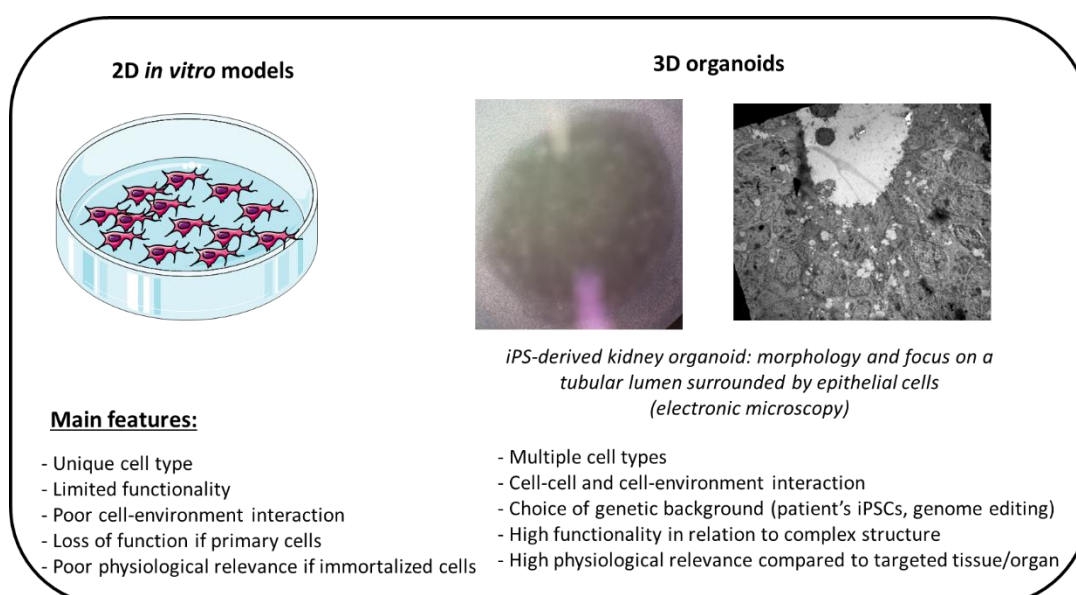 2D in vitro models
3D organoids
iPS-derived kidney organoid: morphology and focus on a
tubular lumen surrounded by epithelial cells
(electronic microscopy)
Main features:
- Unique cell type
- Limited functionality
- Poor cell-environment interaction
- Loss of function if primary cells
- Poor physiological relevance if immortalized cells
- Multiple cell types
- Cell-cell and cell-environment interaction
- Choice of genetic background (patient’s iPSCs, genome editing)
- High functionality in relation to complex structure
- High physiological relevance compared to targeted tissue/organ